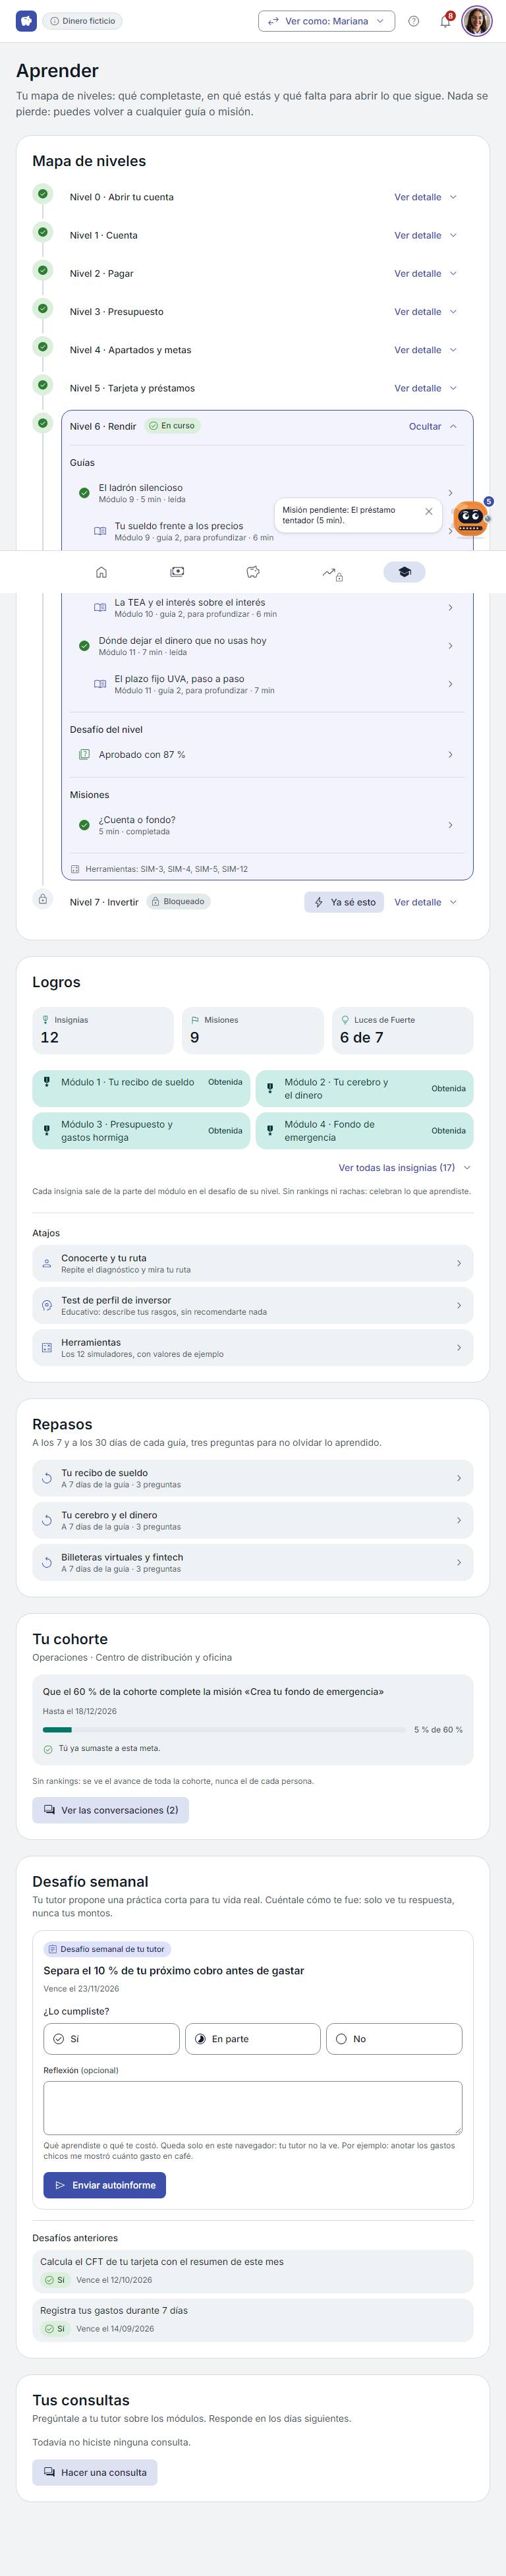 Dinero ficticio
Ver como: Mariana
8
Aprender
Tu mapa de niveles: qué completaste, en qué estás y qué falta para abrir lo que sigue. Nada se
pierde: puedes volver a cualquier guía o misión.
Mapa de niveles
Nivel 0 · Abrir tu cuenta
Ver detalle
Nivel 1 · Cuenta
Ver detalle
Nivel 2 · Pagar
Ver detalle
Nivel 3 · Presupuesto
Ver detalle
Nivel 4 · Apartados y metas
Ver detalle
Nivel 5 · Tarjeta y préstamos
Ver detalle
Nivel 6 · Rendir
En curso
Ocultar
Guías
El ladrón silencioso
Módulo 9 · 5 min · leída
Misión pendiente: El préstamo
tentador (5 min).
5
Tu sueldo frente a los precios
Módulo 9 · guía 2, para profundizar · 6 min
La TEA y el interés sobre el interés
Módulo 10 · guía 2, para profundizar · 6 min
Dónde dejar el dinero que no usas hoy
Módulo 11 · 7 min · leída
El plazo fijo UVA, paso a paso
Módulo 11 · guía 2, para profundizar · 7 min
Desafío del nivel
Aprobado con 87 %
Misiones
¿Cuenta o fondo?
5 min · completada
Herramientas: SIM-3, SIM-4, SIM-5, SIM-12
Nivel 7 · Invertir
Bloqueado
Ya sé esto
Ver detalle
Logros
Insignias
12
Misiones
9
Luces de Fuerte
6 de 7
Módulo 1 · Tu recibo de sueldo
Obtenida
Módulo 2 · Tu cerebro y
el dinero
Obtenida
Módulo 3 · Presupuesto y
gastos hormiga
Obtenida
Módulo 4 · Fondo de
emergencia
Obtenida
Ver todas las insignias (17)
Cada insignia sale de la parte del módulo en el desafío de su nivel. Sin rankings ni rachas: celebran lo que aprendiste.
Atajos
Conocerte y tu ruta
Repite el diagnóstico y mira tu ruta
Test de perfil de inversor
Educativo: describe tus rasgos, sin recomendarte nada
Herramientas
Los 12 simuladores, con valores de ejemplo
Repasos
A los 7 y a los 30 días de cada guía, tres preguntas para no olvidar lo aprendido.
Tu recibo de sueldo
A 7 días de la guía · 3 preguntas
Tu cerebro y el dinero
A 7 días de la guía · 3 preguntas
Billeteras virtuales y fintech
A 7 días de la guía · 3 preguntas
Tu cohorte
Operaciones · Centro de distribución y oficina
Que el 60 % de la cohorte complete la misión «Crea tu fondo de emergencia»
Hasta el 18/12/2026
5 % de 60 %
Tú ya sumaste a esta meta.
Sin rankings: se ve el avance de toda la cohorte, nunca el de cada persona.
Ver las conversaciones (2)
Desafío semanal
Tu tutor propone una práctica corta para tu vida real. Cuéntale cómo te fue: solo ve tu respuesta,
nunca tus montos.
Desafío semanal de tu tutor
Separa el 10 % de tu próximo cobro antes de gastar
Vence el 23/11/2026
¿Lo cumpliste?
Sí
En parte
No
Reflexión (opcional)
Qué aprendiste o qué te costó. Queda solo en este navegador: tu tutor no la ve. Por ejemplo: anotar los gastos
chicos me mostró cuánto gasto en café.
Enviar autoinforme
Desafíos anteriores
Calcula el CFT de tu tarjeta con el resumen de este mes
Sí
Vence el 12/10/2026
Registra tus gastos durante 7 días
Sí
Vence el 14/09/2026
Tus consultas
Pregúntale a tu tutor sobre los módulos. Responde en los días siguientes.
Todavía no hiciste ninguna consulta.
Hacer una consulta